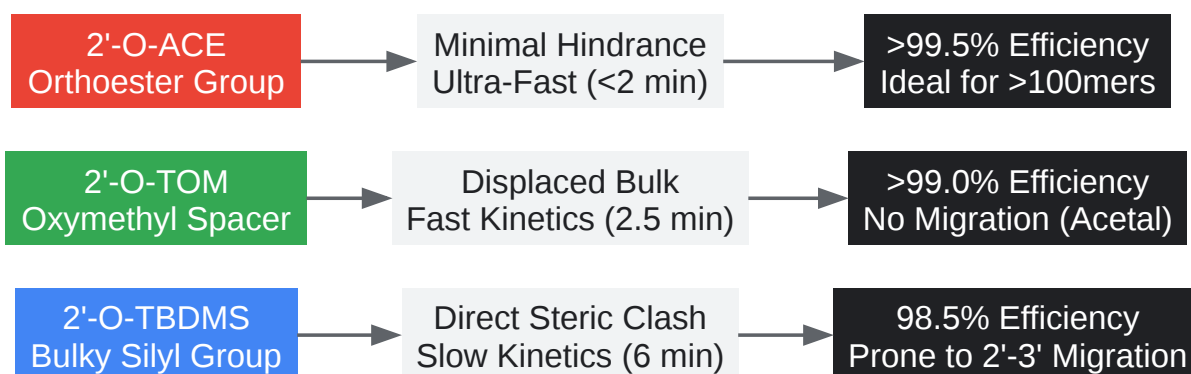 2'-O-ACE
Orthoester Group
Minimal Hindrance
Ultra-Fast (<2 min)
>99.5% Efficiency
Ideal for >100mers
2'-O-TOM
Oxymethyl Spacer
Displaced Bulk
Fast Kinetics (2.5 min)
>99.0% Efficiency
No Migration (Acetal)
2'-O-TBDMS
Bulky Silyl Group
Direct Steric Clash
Slow Kinetics (6 min)
98.5% Efficiency
Prone to 2'-3' Migration